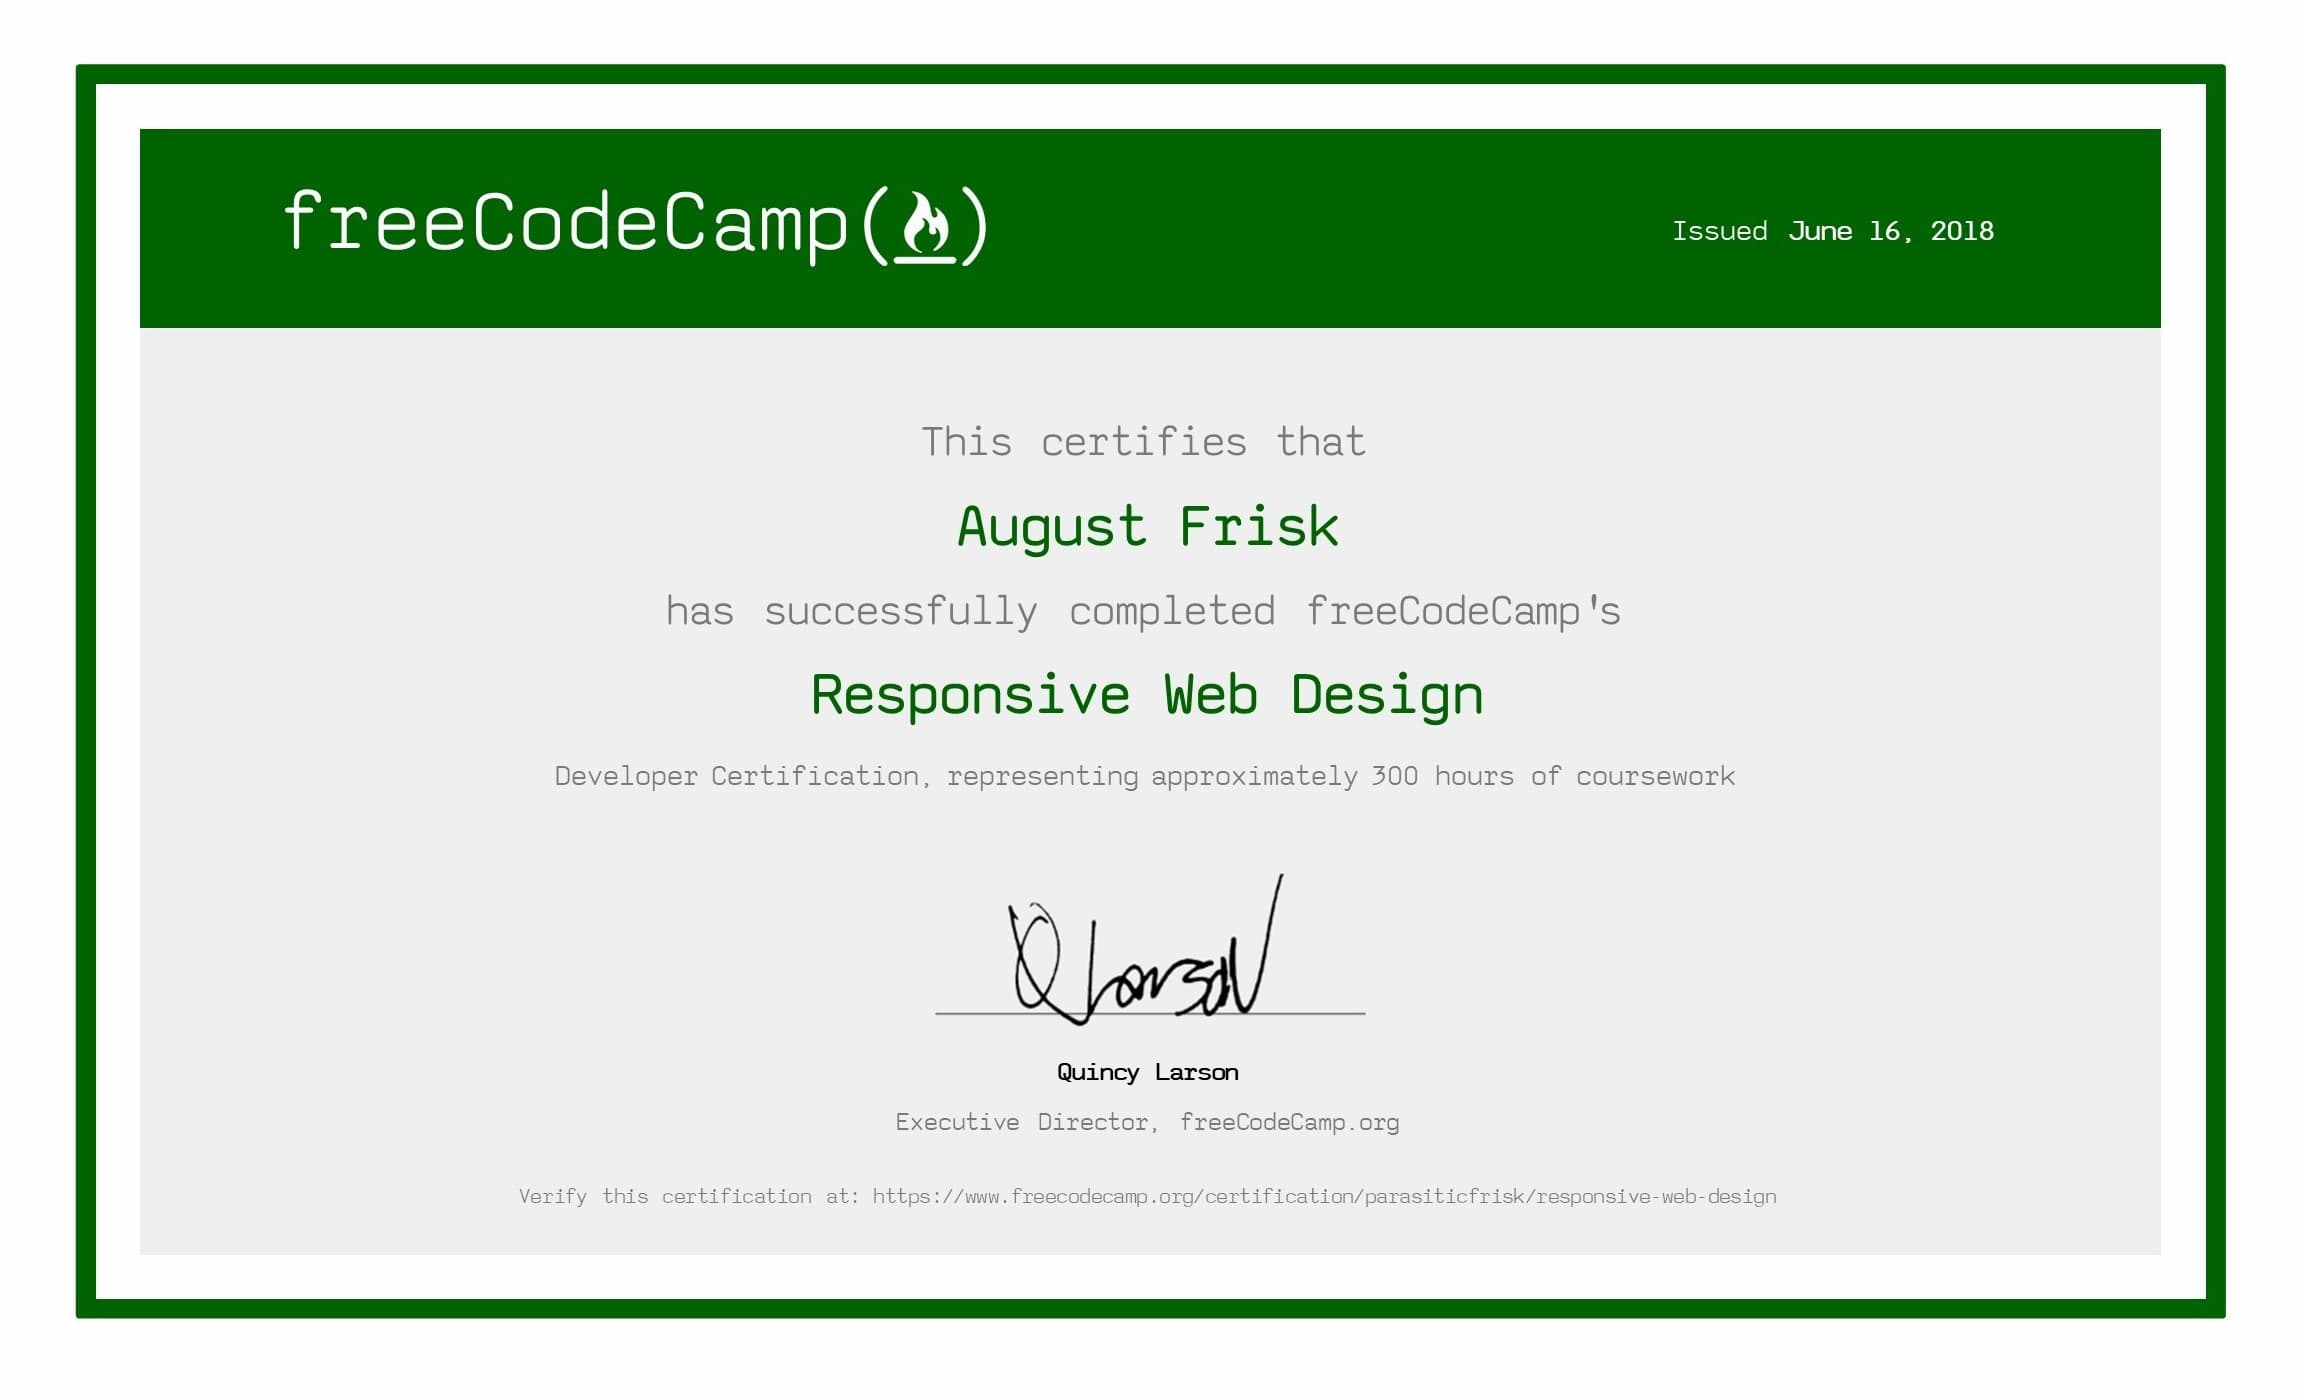 freeCodeCamp()
Issued June 16, 2018
This certifies that
August Frisk
has successfully completed freeCodeCamp's
Responsive Web Design
Developer Certification, representing approximately 300 hours of coursework
Q Larson
Quincy Larson
Executive Director, freeCodeCamp.org
Verify this certification at: https://www.freecodecamp.org/certification/parasiticfrisk/responsive-web-design